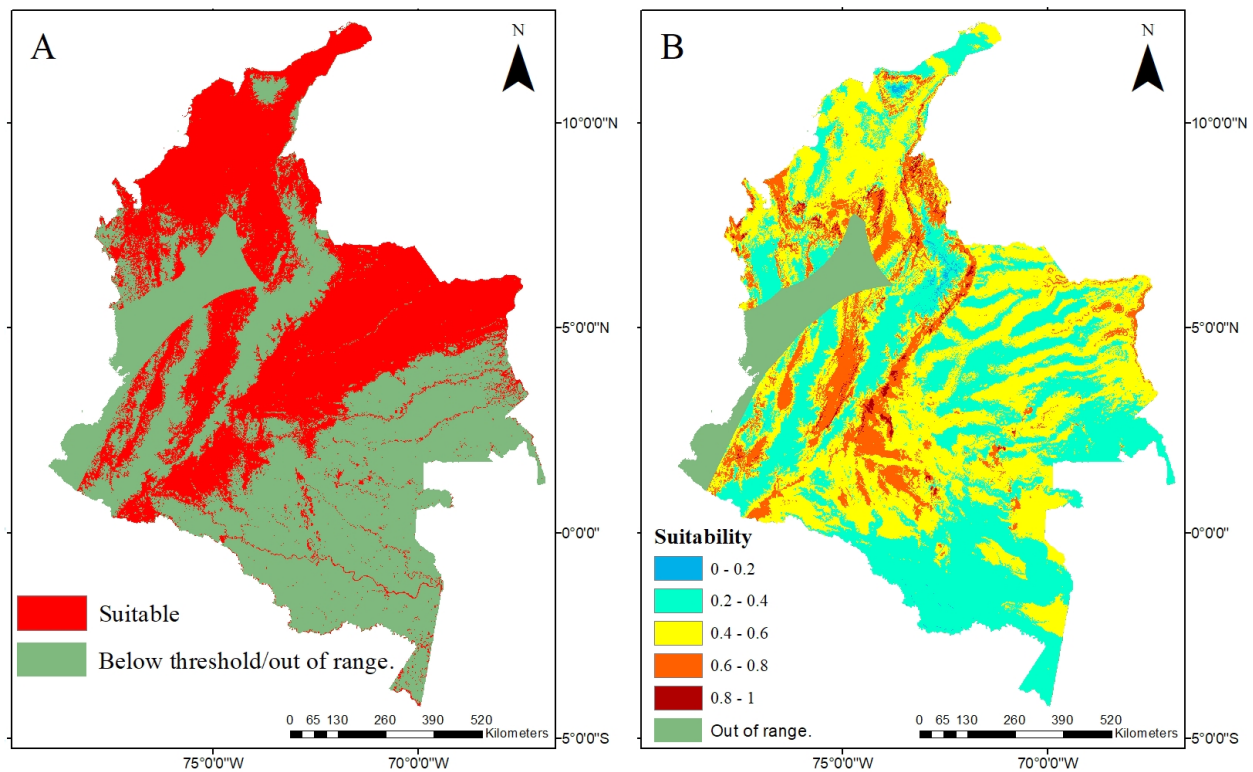 A
N
10°0'0"N
5°0'0"N
0°0'0"
5°0'0"S
Suitable
Below threshold/out of range.
0 65 130 260 390 520
Kilometers
75°0'0"W 70°0'0"W
B
N
10°0'0"N
5°0'0"N
0°0'0"
5°0'0"S
Suitability
0 - 0.2
0.2 - 0.4
0.4 - 0.6
0.6 - 0.8
0.8 - 1
Out of range.
0 65 130 260 390 520
Kilometers
75°0'0"W 70°0'0"W